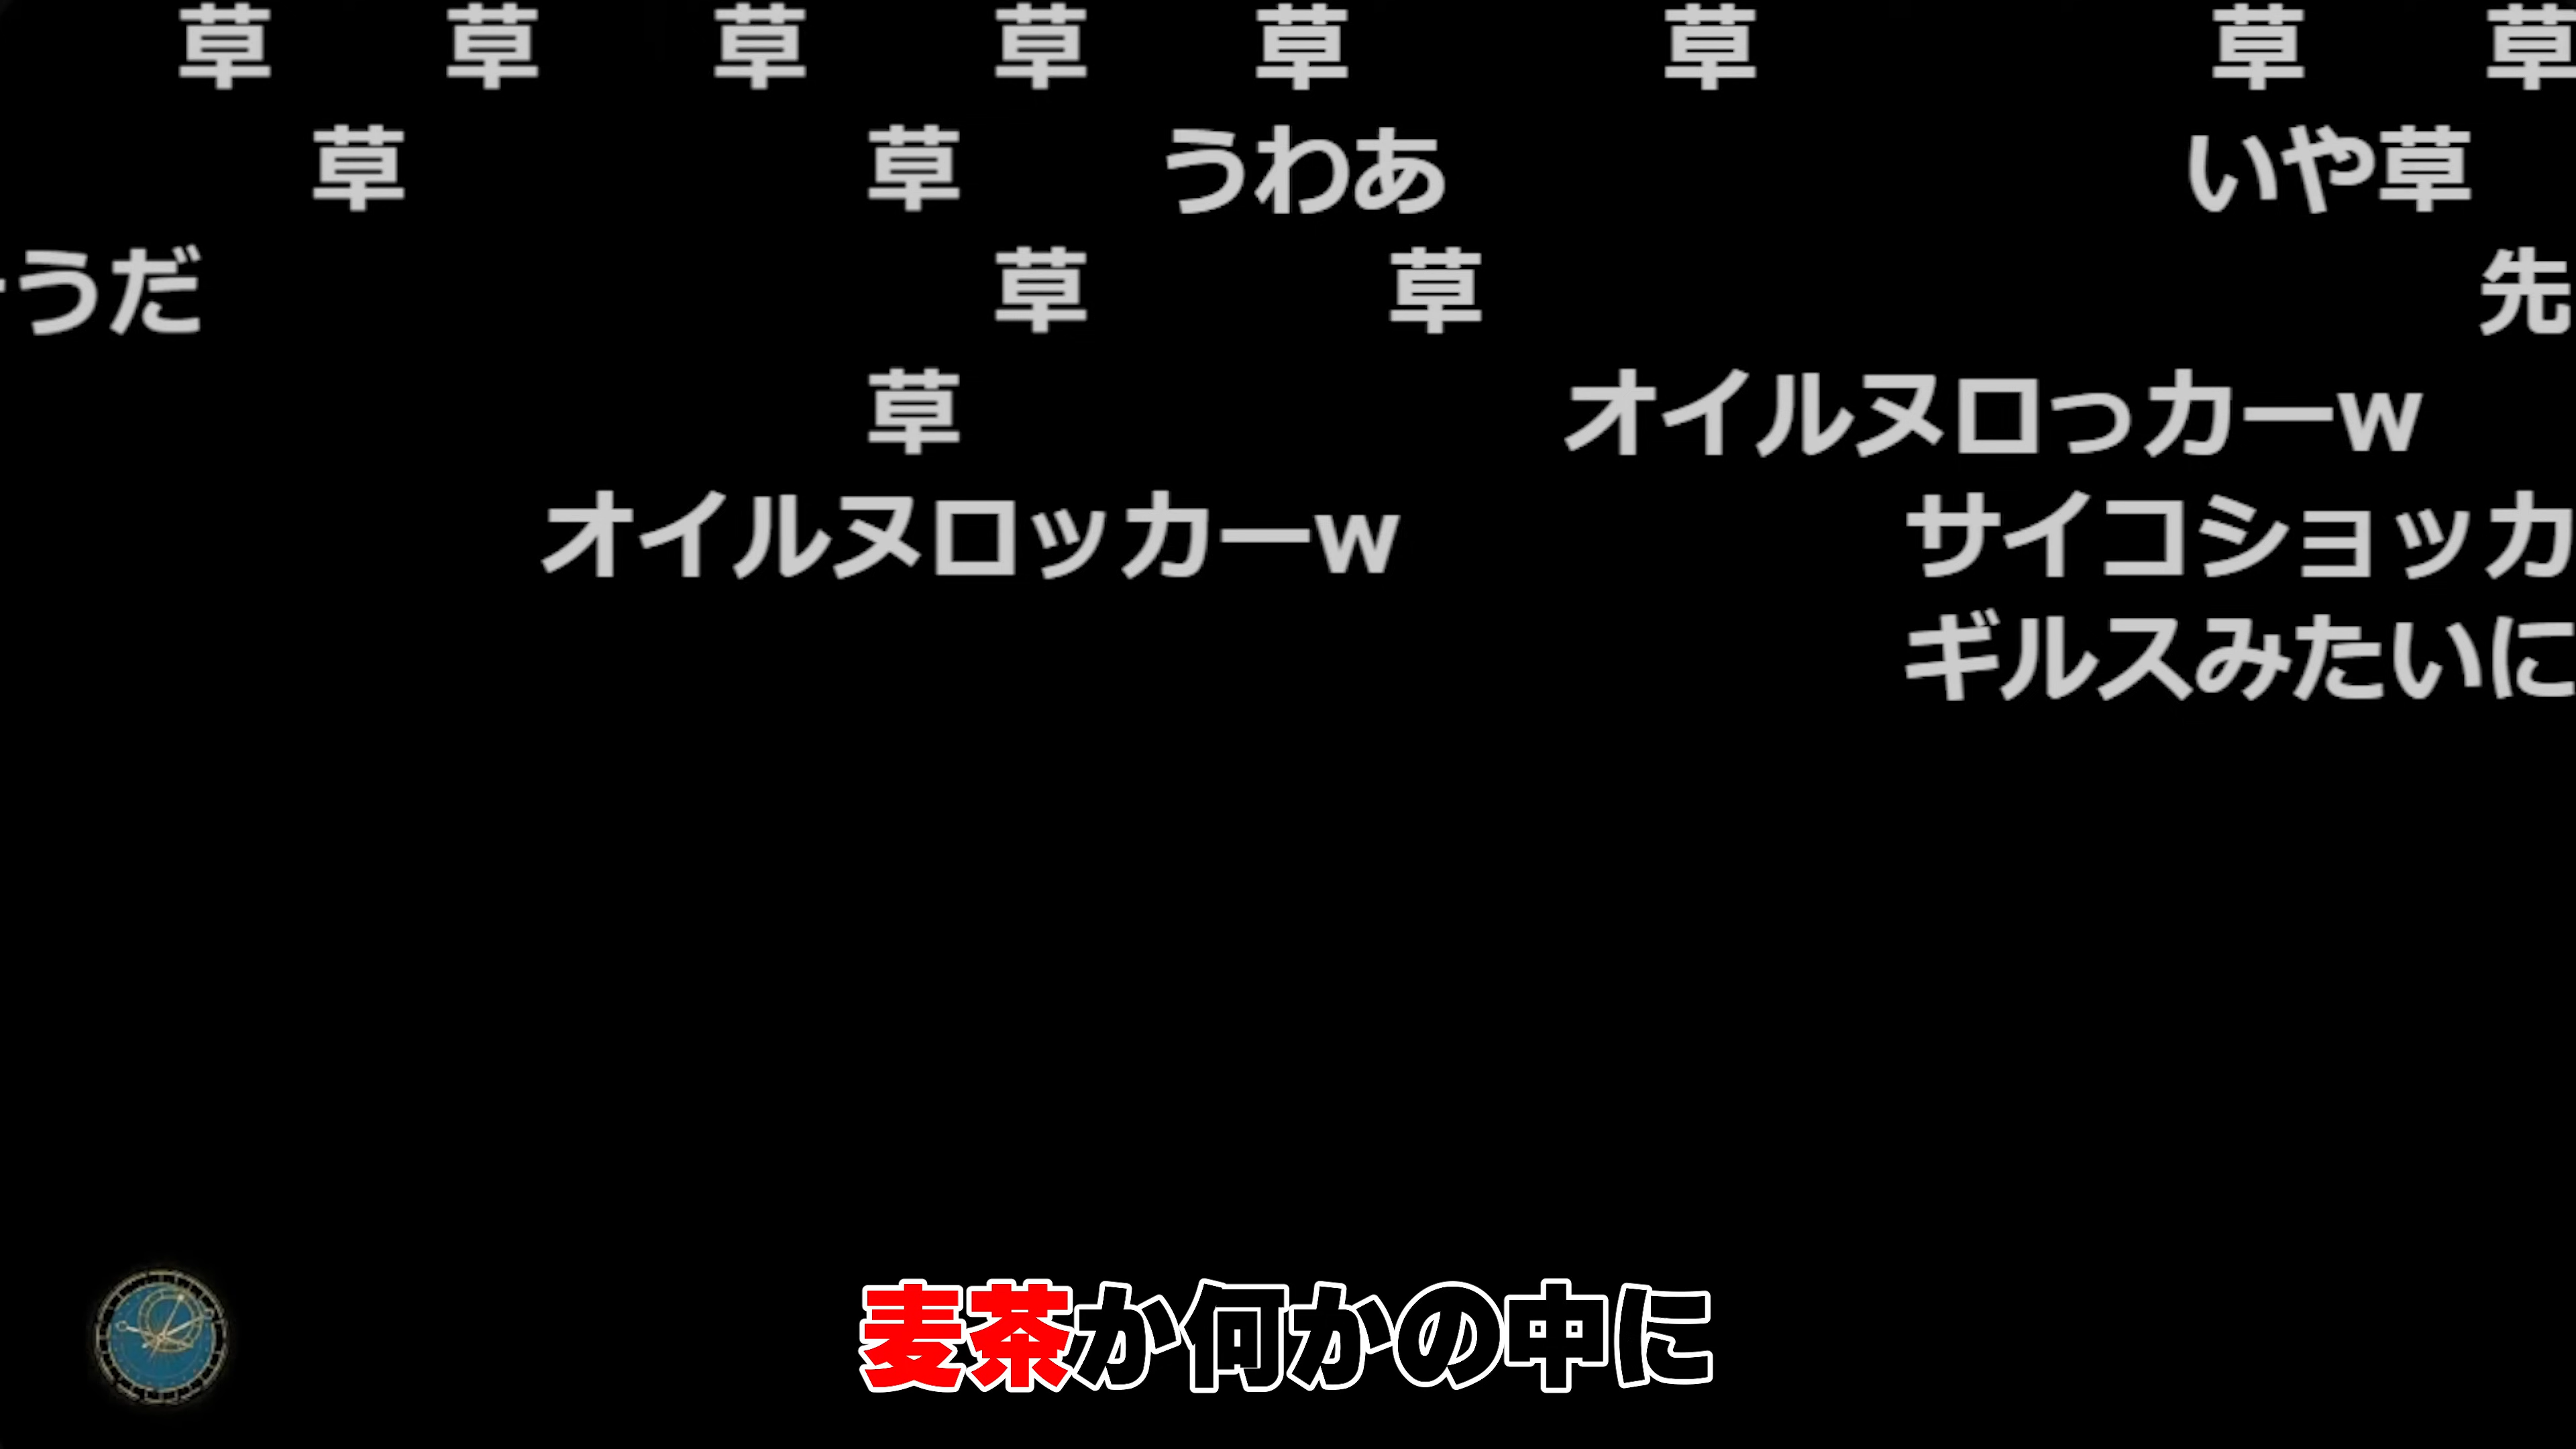 草 草 草 草 草 草 草 草
草 草 うわあ いや草
うだ 草 草 先
草 オイルヌロっカーw
オイルヌロッカーw サイコショッカ
ギルスみたいに
麦茶か何かの中に